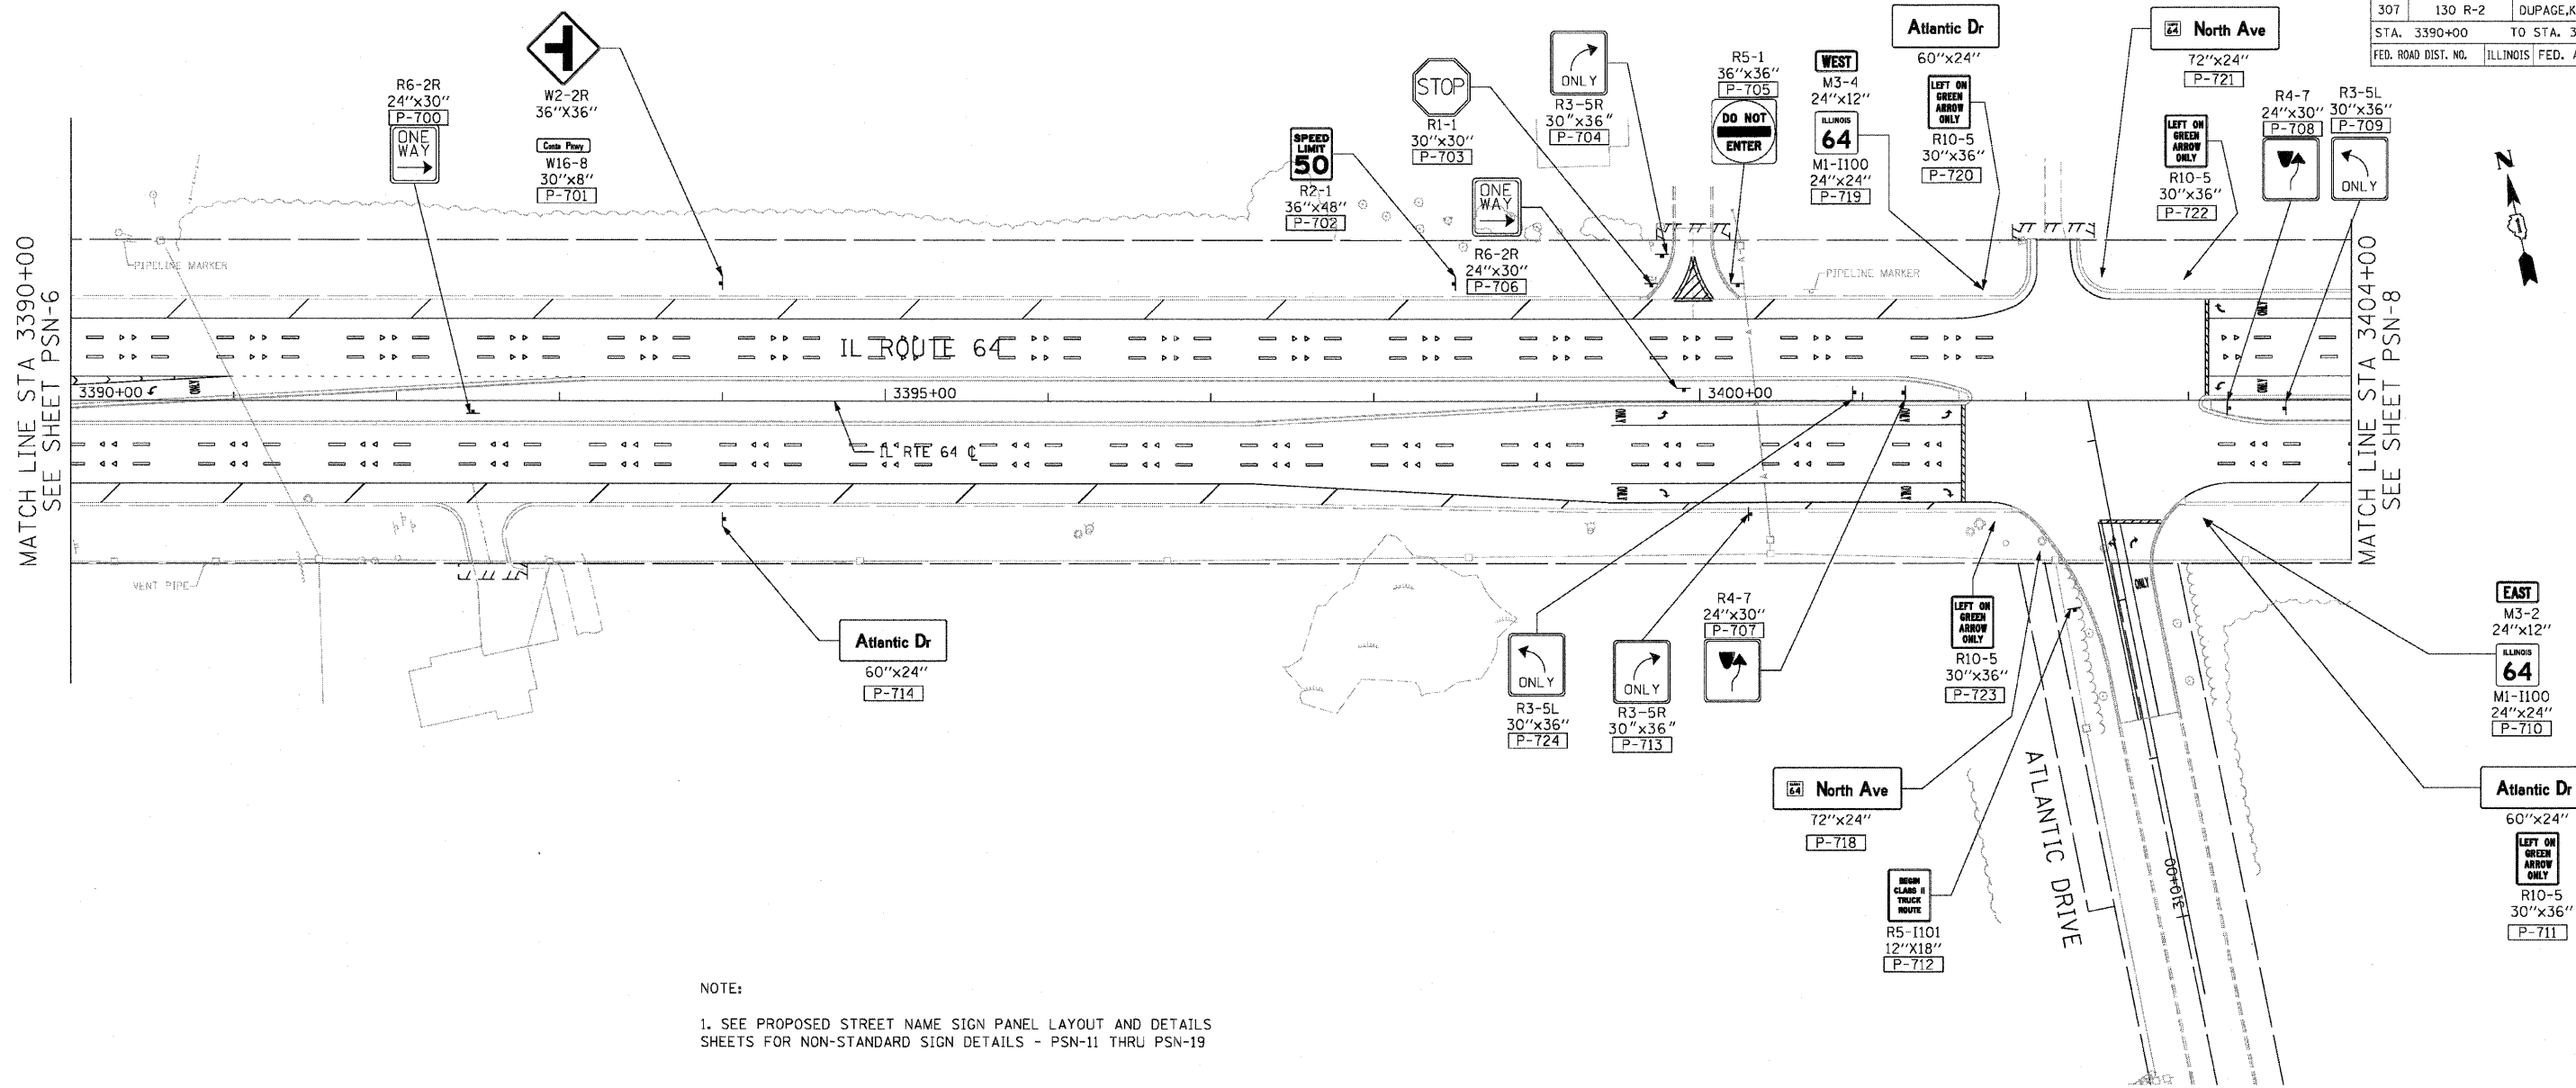 307 130 R-2 DUPAGE,K
STA. 3390+00 TO STA. 3
FED. ROAD DIST. NO. ILLINOIS FED. A
R6-2R
24"x30"
P-700
ONE
WAY
W2-2R
36"X36"
W16-8
30"x8"
P-701
SPEED
LIMIT
50
R2-1
36"x48"
P-702
STOP
R1-1
30"x30"
P-703
ONLY
R3-5R
30"x36"
P-704
ONE
WAY
R6-2R
24"x30"
P-706
R5-1
36"x36"
P-705
DO NOT
ENTER
WEST
M3-4
24"x12"
ILLINOIS
64
M1-I100
24"x24"
P-719
Atlantic Dr
60"x24"
LEFT ON
GREEN
ARROW
ONLY
R10-5
30"x36"
P-720
64 North Ave
72"x24"
P-721
LEFT ON
GREEN
ARROW
ONLY
R10-5
30"x36"
P-722
R4-7
24"x30"
P-708
R3-5L
30"x36"
P-709
ONLY
N
MATCH LINE STA 3390+00
SEE SHEET PSN-6
PIPELINE MARKER
PIPELINE MARKER
IL ROUTE 64
ONLY
ONLY
ONLY
3390+00
3395+00
3400+00
IL RTE 64 ℄
ONLY
ONLY
ONLY
ONLY
MATCH LINE STA 3404+00
SEE SHEET PSN-8
VENT PIPE
Atlantic Dr
60"x24"
P-714
ONLY
R3-5L
30"x36"
P-724
ONLY
R3-5R
30"x36"
P-713
R4-7
24"x30"
P-707
LEFT ON
GREEN
ARROW
ONLY
R10-5
30"x36"
P-723
64 North Ave
72"x24"
P-718
BEGIN
CLASS II
TRUCK
ROUTE
R5-I101
12"X18"
P-712
ONLY
ATLANTIC DRIVE
310+00
EAST
M3-2
24"x12"
ILLINOIS
64
M1-I100
24"x24"
P-710
Atlantic Dr
60"x24"
LEFT ON
GREEN
ARROW
ONLY
R10-5
30"x36"
P-711
NOTE:
1. SEE PROPOSED STREET NAME SIGN PANEL LAYOUT AND DETAILS
SHEETS FOR NON-STANDARD SIGN DETAILS - PSN-11 THRU PSN-19